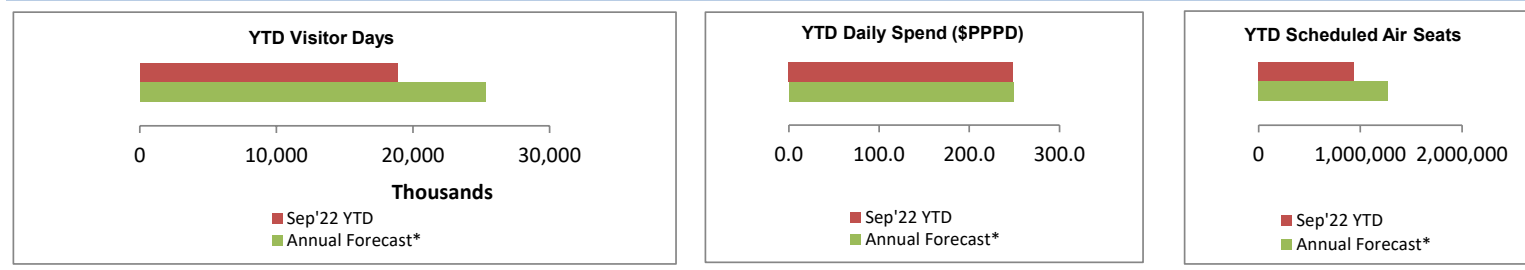 YTD Visitor Days
0 10,000 20,000 30,000
Thousands
Sep'22 YTD
Annual Forecast*
YTD Daily Spend ($PPPD)
0.0 100.0 200.0 300.0
Sep'22 YTD
Annual Forecast*
YTD Scheduled Air Seats
0 1,000,000 2,000,000
Sep'22 YTD
Annual Forecast*